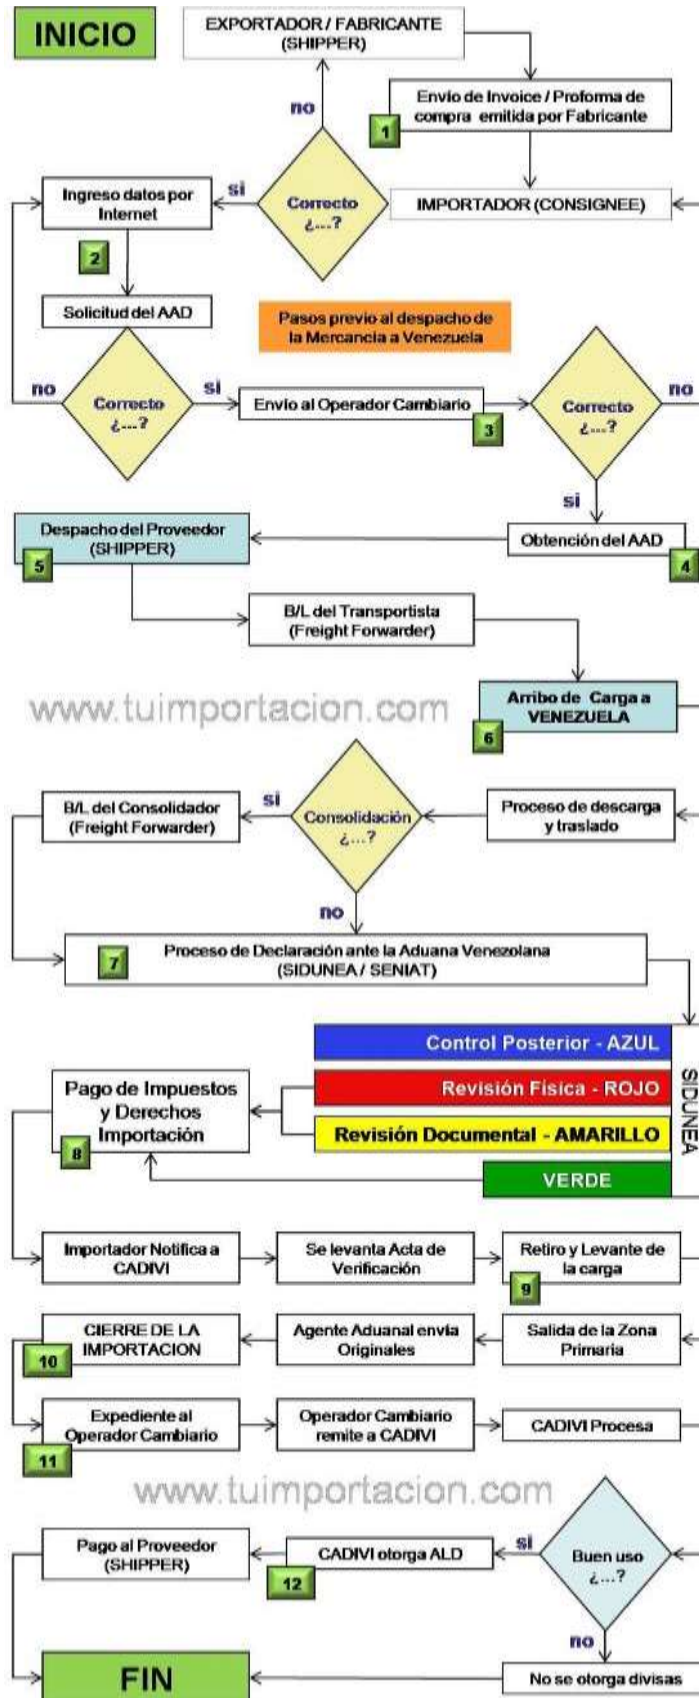 INICIO
EXPORTADOR / FABRICANTE
(SHIPPER)
Envío de Invoice / Proforma de
compra emitida por Fabricante
1
no
Correcto
¿...?
si
Ingreso datos por
Internet
IMPORTADOR (CONSIGNEE)
2
Solicitud del AAD
Pasos previo al despacho de
la Mercancia a Venezuela
no
Correcto
¿...?
si
Envío al Operador Cambiario
3
Correcto
¿...?
no
si
Despacho del Proveedor
(SHIPPER)
5
Obtención del AAD
4
B/L del Transportista
(Freight Forwarder)
www.tuimportacion.com
Arribo de Carga a
VENEZUELA
6
B/L del Consolidador
(Freight Forwarder)
si
Consolidación
¿...?
Proceso de descarga
y traslado
no
7
Proceso de Declaración ante la Aduana Venezolana
(SIDUNEA / SENIAT)
Control Posterior - AZUL
Revisión Física - ROJO
Revisión Documental - AMARILLO
VERDE
SIDUNEA
Pago de Impuestos
y Derechos
Importación
8
Importador Notifica a
CADIVI
Se levanta Acta de
Verificación
Retiro y Levante de
la carga
9
CIERRE DE LA
IMPORTACION
10
Agente Aduanal envía
Originales
Salida de la Zona
Primaria
Expediente al
Operador Cambiario
11
Operador Cambiario
remite a CADIVI
CADIVI Procesa
www.tuimportacion.com
Pago al Proveedor
(SHIPPER)
CADIVI otorga ALD
12
si
Buen uso
¿...?
no
FIN
No se otorga divisas